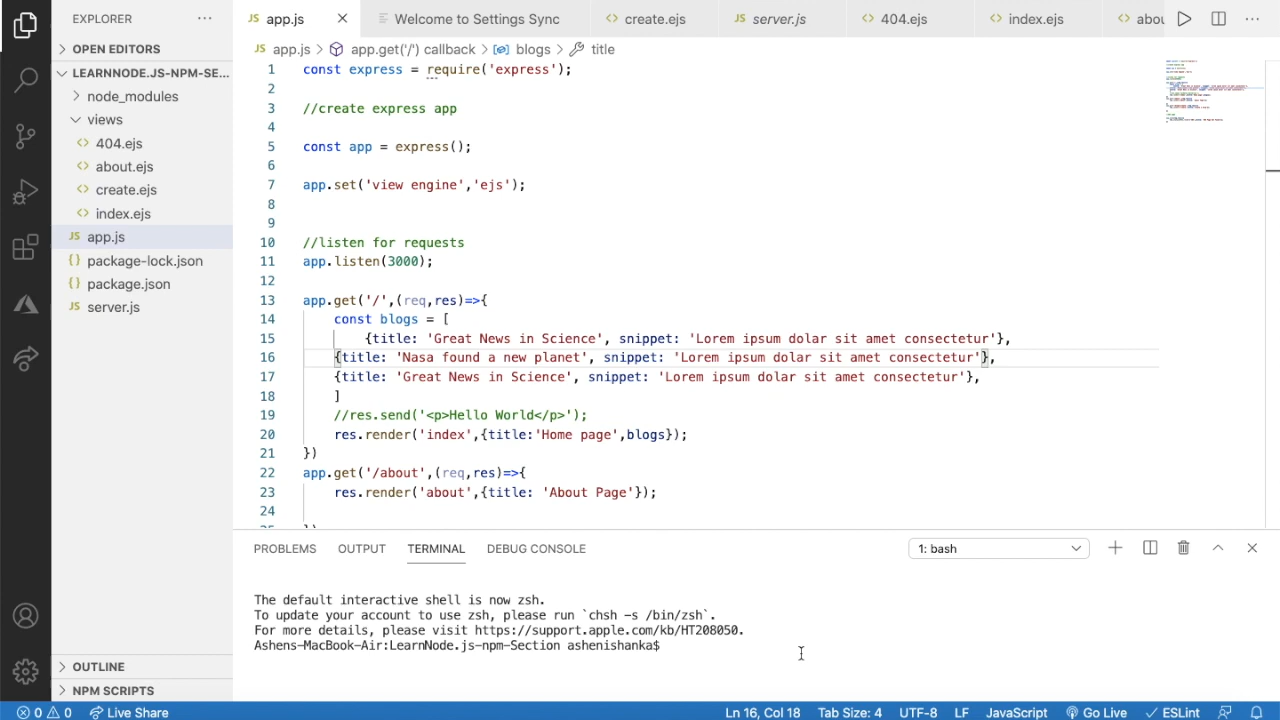 EXPLORER
OPEN EDITORS
LEARNNODE.JS-NPM-SE...
node_modules
views
404.ejs
about.ejs
create.ejs
index.ejs
JS app.js
package-lock.json
package.json
JS server.js
OUTLINE
NPM SCRIPTS
JS app.js
Welcome to Settings Sync
create.ejs
JS server.js
404.ejs
index.ejs
abou
JS app.js > app.get('/') callback > blogs > title
1 const express = require('express');
2
3 //create express app
4
5 const app = express();
6
7 app.set('view engine','ejs');
8
9
10 //listen for requests
11 app.listen(3000);
12
13 app.get('/',(req,res)=>{
14 const blogs = [
15 {title: 'Great News in Science', snippet: 'Lorem ipsum dolar sit amet consectetur'},
16 {title: 'Nasa found a new planet', snippet: 'Lorem ipsum dolar sit amet consectetur'},
17 {title: 'Great News in Science', snippet: 'Lorem ipsum dolar sit amet consectetur'},
18 ]
19 //res.send('<p>Hello World</p>');
20 res.render('index',{title:'Home page',blogs});
21 })
22 app.get('/about',(req,res)=>{
23 res.render('about',{title: 'About Page'});
24
PROBLEMS OUTPUT TERMINAL DEBUG CONSOLE
1: bash
The default interactive shell is now zsh.
To update your account to use zsh, please run `chsh -s /bin/zsh`.
For more details, please visit https://support.apple.com/kb/HT208050.
Ashens-MacBook-Air:LearnNode.js-npm-Section ashenishanka$
0 0 Live Share Ln 16, Col 18 Tab Size: 4 UTF-8 LF JavaScript Go Live ESLint